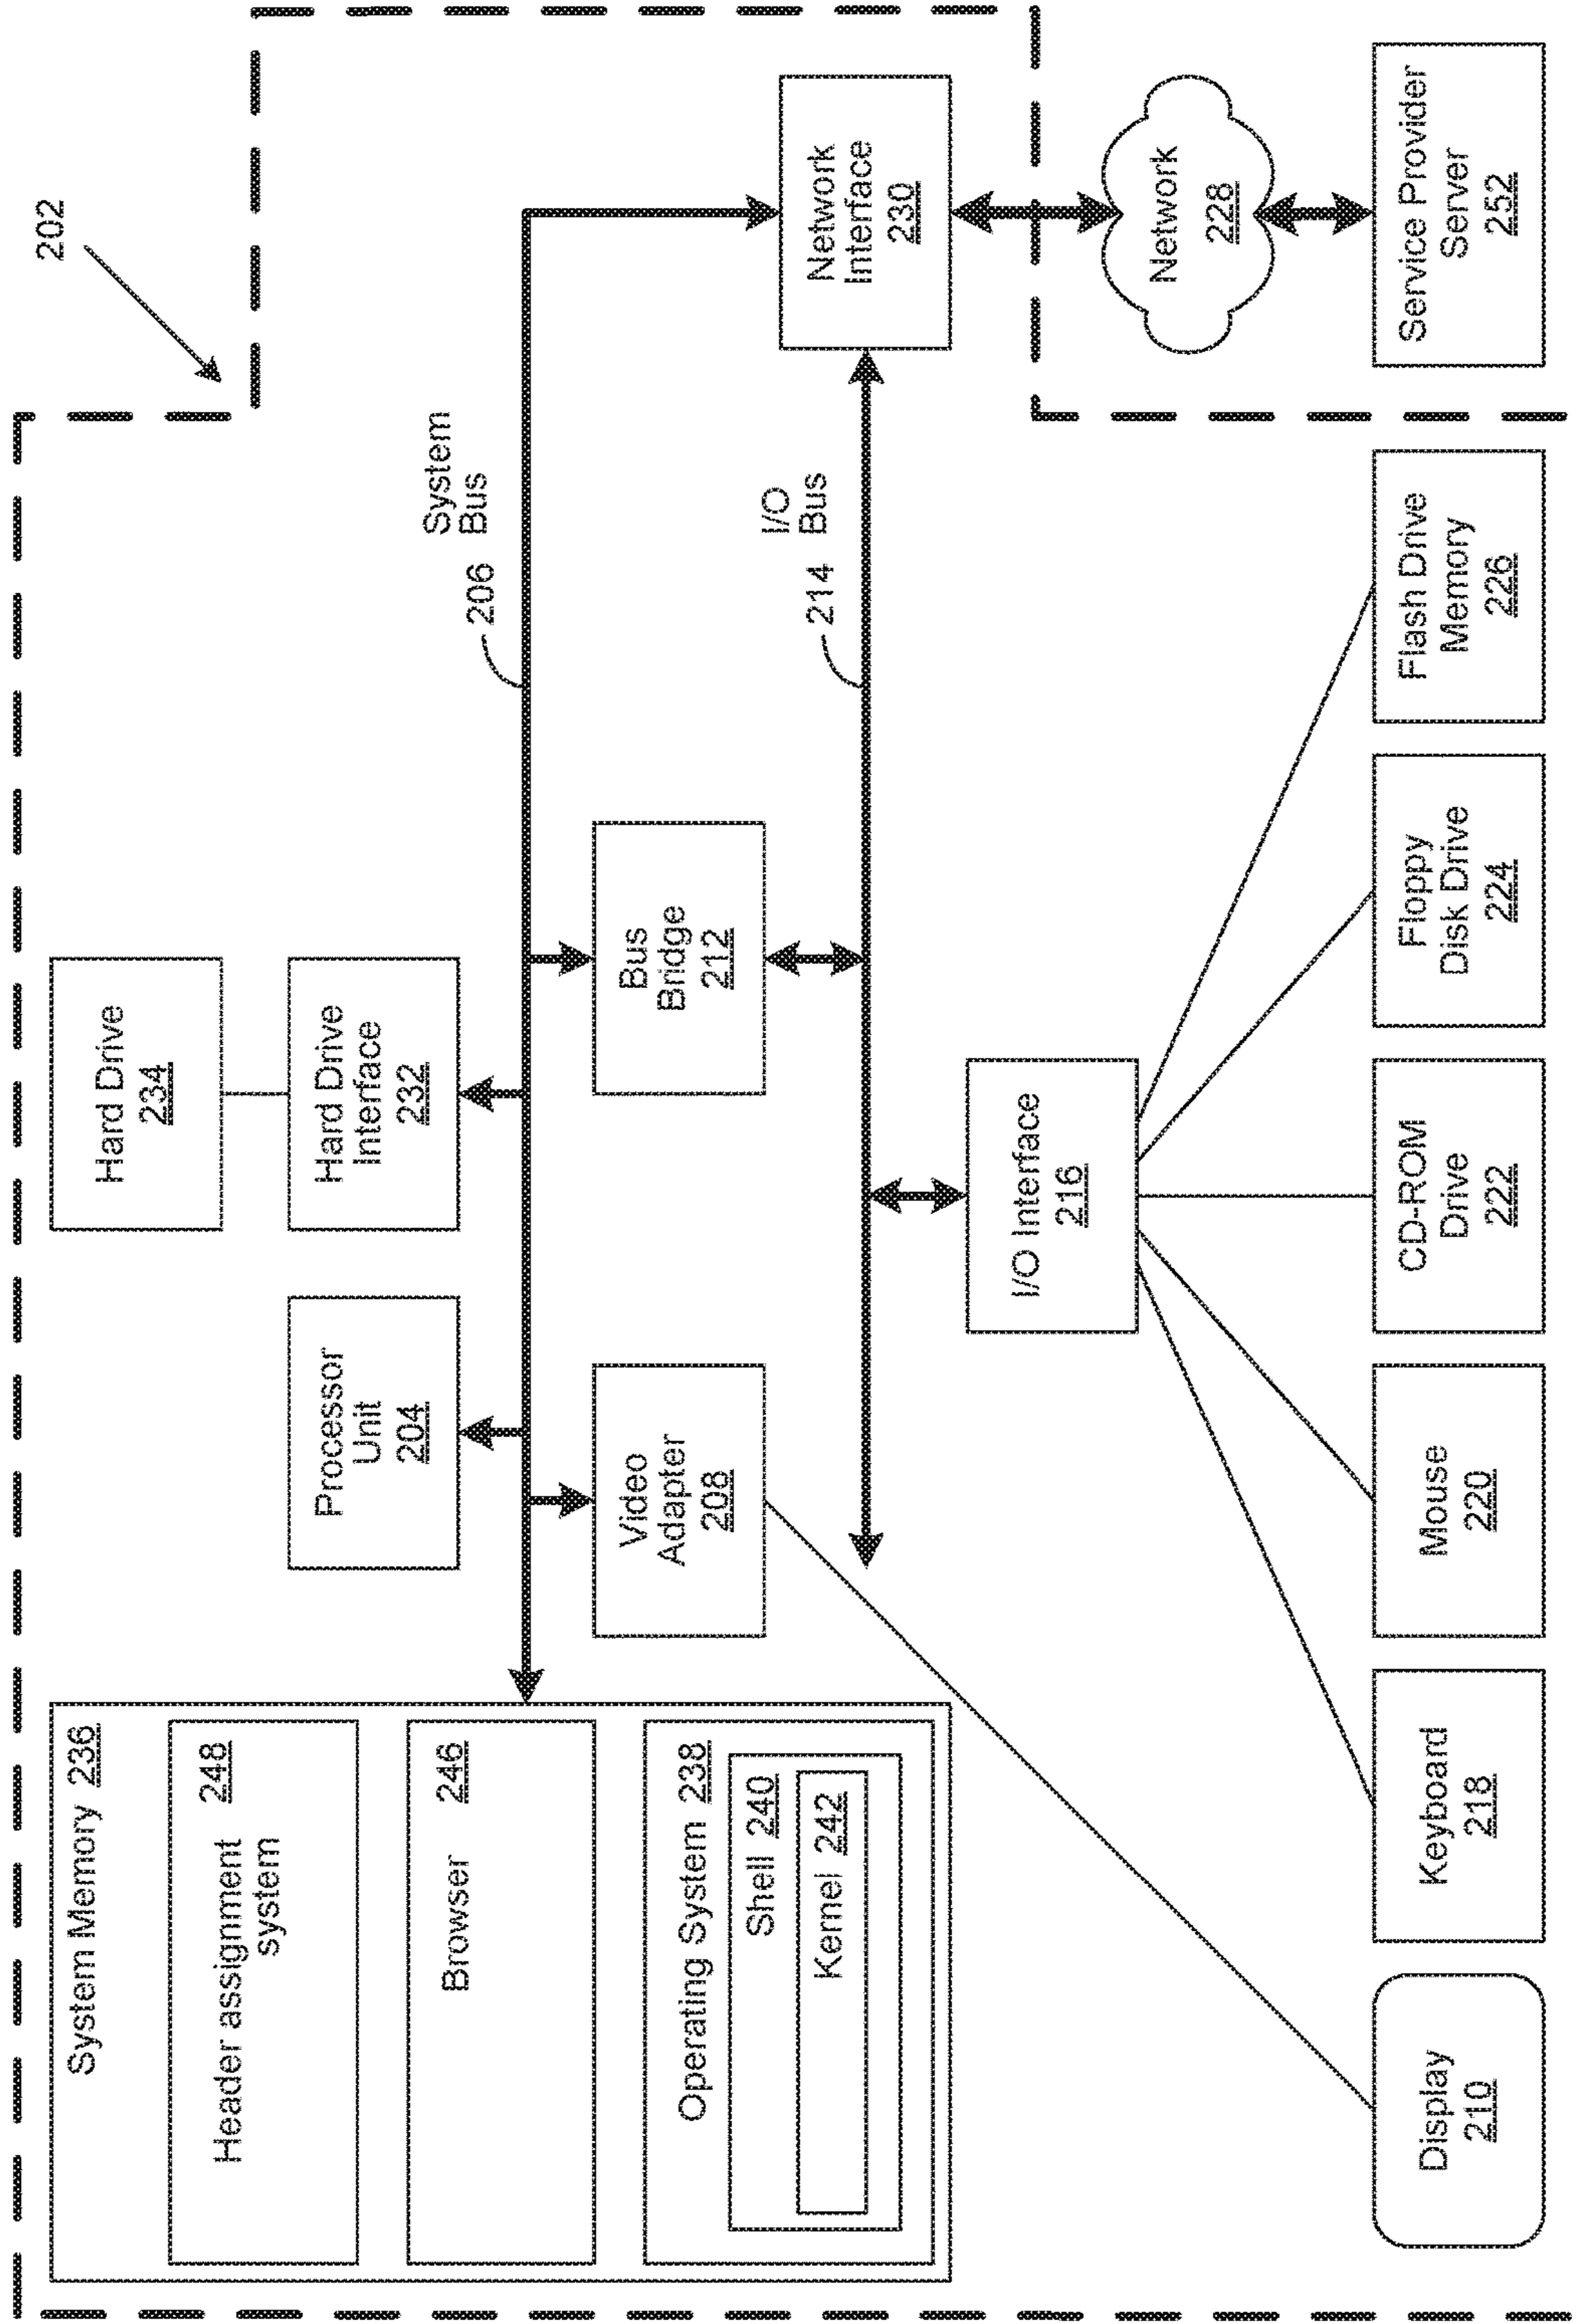 202
System Memory 236
Header assignment
system
248
Browser
246
Operating System 238
Shell 240
Kernel 242
Processor
Unit
204
Hard Drive
234
Hard Drive
Interface
232
Video
Adapter
208
Bus
Bridge
212
206
System
Bus
214
I/O
Bus
Network
Interface
230
I/O Interface
216
Network
228
Display
210
Keyboard
218
Mouse
220
CD-ROM
Drive
222
Floppy
Disk Drive
224
Flash Drive
Memory
226
Service Provider
Server
252